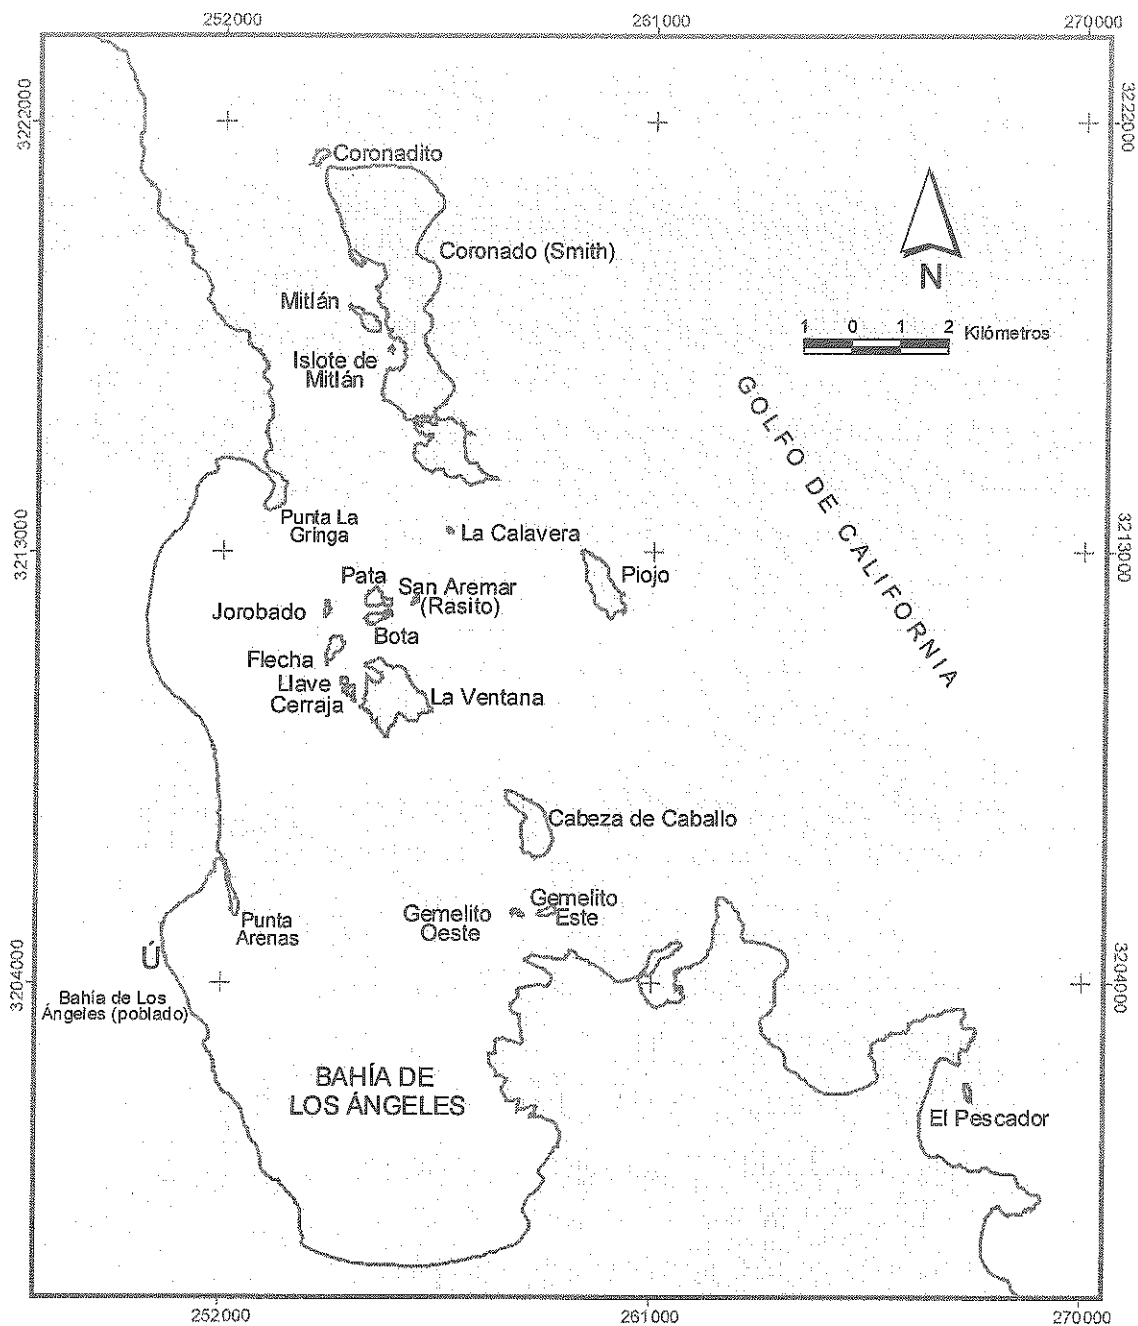 252000
261000
270000
3222000
3222000
Coronadito
Coronado (Smith)
N
Mitlán
1 0 1 2 Kilómetros
Islote de
Mitlán
GOLFO DE CALIFORNIA
Punta La
Gringa
La Calavera
3213000
3213000
Piojo
Pata
San Aremar
(Rasito)
Jorobado
Bota
Flecha
Llave
Cerraja
La Ventana
Cabeza de Caballo
Gemelito
Este
Gemelito
Oeste
Punta
Arenas
Ú
3204000
3204000
Bahía de Los
Ángeles (poblado)
BAHÍA DE
LOS ÁNGELES
El Pescador
252000
261000
270000